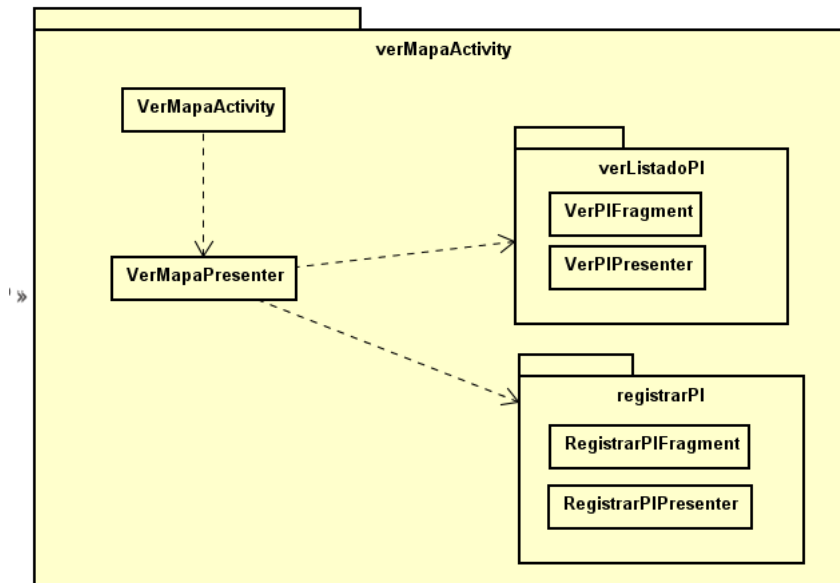 verMapaActivity
VerMapaActivity
verListadoPI
VerPIFragment
VerPIPresenter
VerMapaPresenter
»
registrarPI
RegistrarPIFragment
RegistrarPIPresenter